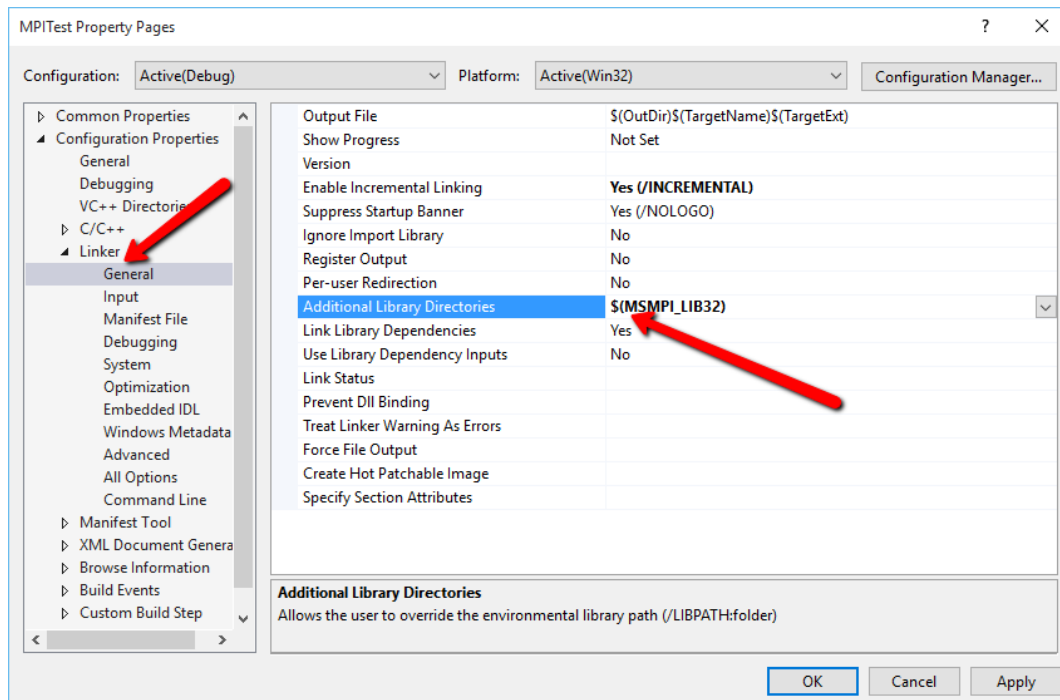 MPITest Property Pages
?
Configuration: Active(Debug) Platform: Active(Win32) Configuration Manager...
Common Properties
Configuration Properties
General
Debugging
VC++ Directories
C/C++
Linker
General
Input
Manifest File
Debugging
System
Optimization
Embedded IDL
Windows Metadata
Advanced
All Options
Command Line
Manifest Tool
XML Document Genera
Browse Information
Build Events
Custom Build Step
Output File $(OutDir)$(TargetName)$(TargetExt)
Show Progress Not Set
Version
Enable Incremental Linking Yes (/INCREMENTAL)
Suppress Startup Banner Yes (/NOLOGO)
Ignore Import Library No
Register Output No
Per-user Redirection No
Additional Library Directories $(MSMPI_LIB32)
Link Library Dependencies Yes
Use Library Dependency Inputs No
Link Status
Prevent Dll Binding
Treat Linker Warning As Errors
Force File Output
Create Hot Patchable Image
Specify Section Attributes
Additional Library Directories
Allows the user to override the environmental library path (/LIBPATH:folder)
OK Cancel Apply